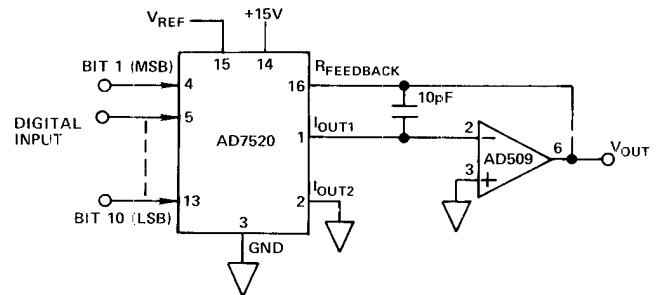 VREF
+15V
15
14
BIT 1 (MSB)
4
RFEEDBACK
16
10pF
DIGITAL
INPUT
5
AD7520
IOUT1
1
2
AD509
6
VOUT
3
IOUT2
2
13
BIT 10 (LSB)
3
GND